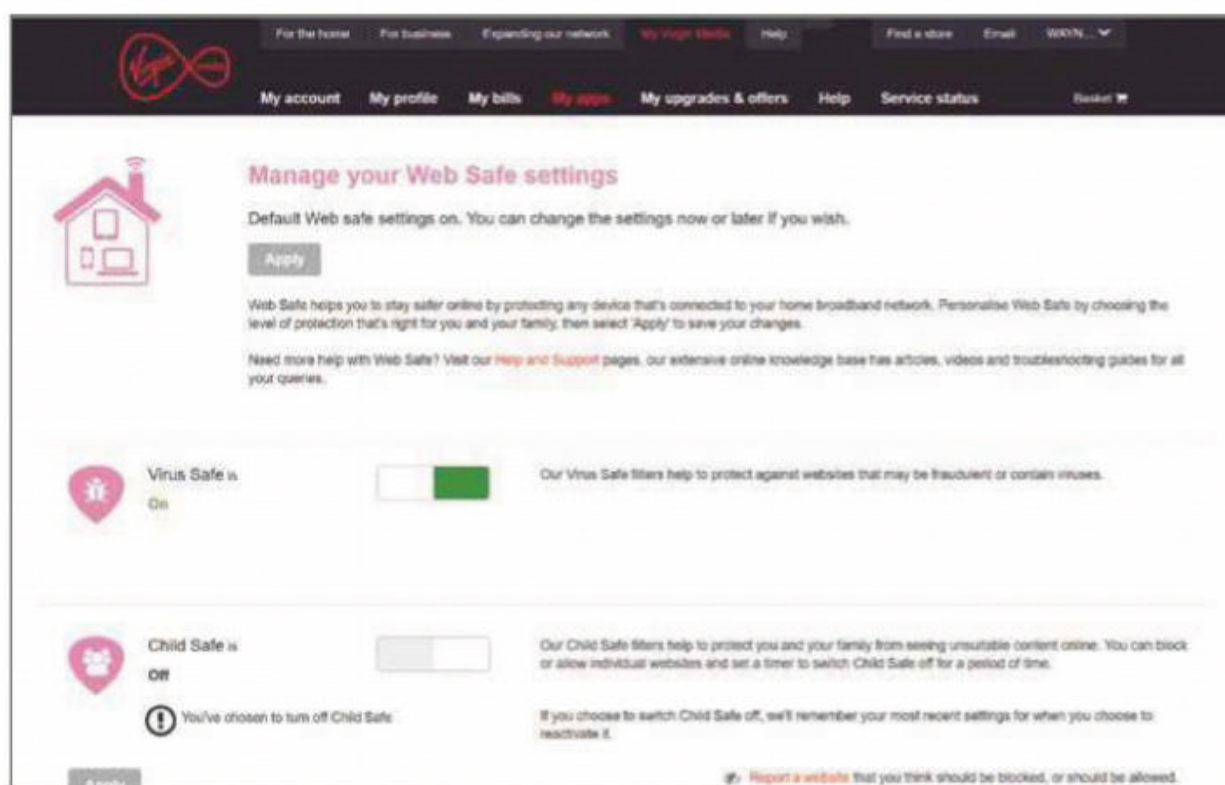 For the home For business Expanding our network My Virgin Media Help Find a store Email WAYN...
Virgin media
My account My profile My bills My apps My upgrades & offers Help Service status Basket
Manage your Web Safe settings
Default Web safe settings on. You can change the settings now or later if you wish.
Apply
Web Safe helps you to stay safer online by protecting any device that's connected to your home broadband network. Personalise Web Safe by choosing the
level of protection that's right for you and your family, then select 'Apply' to save your changes.
Need more help with Web Safe? Visit our Help and Support pages, our extensive online knowledge base has articles, videos and troubleshooting guides for all
your queries.
Virus Safe is
On
Our Virus Safe filters help to protect against websites that may be fraudulent or contain viruses.
Child Safe is
Off
Our Child Safe filters help to protect you and your family from seeing unsuitable content online. You can block
or allow individual websites and set a timer to switch Child Safe off for a period of time.
You've chosen to turn off Child Safe
If you choose to switch Child Safe off, we'll remember your most recent settings for when you choose to
reactivate it.
Apply
Report a website that you think should be blocked, or should be allowed.